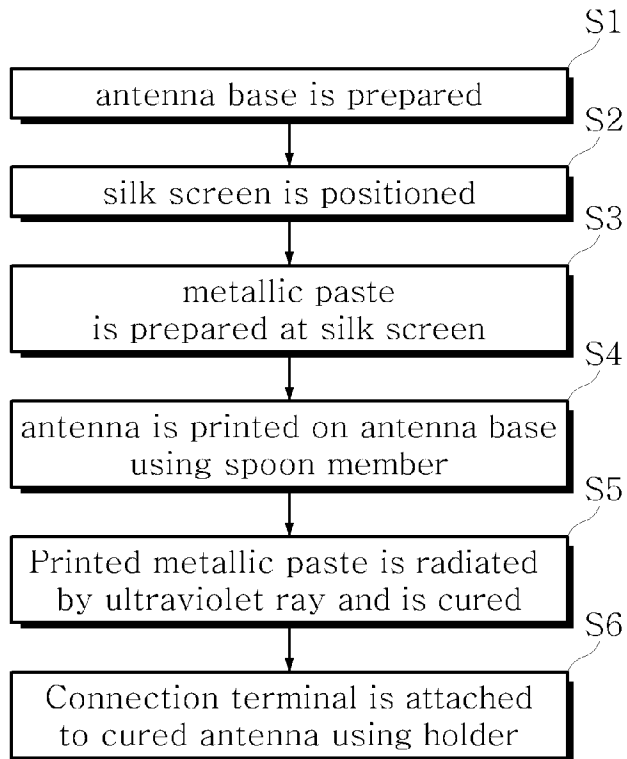 S1
antenna base is prepared
S2
silk screen is positioned
S3
metallic paste
is prepared at silk screen
S4
antenna is printed on antenna base
using spoon member
S5
Printed metallic paste is radiated
by ultraviolet ray and is cured
S6
Connection terminal is attached
to cured antenna using holder